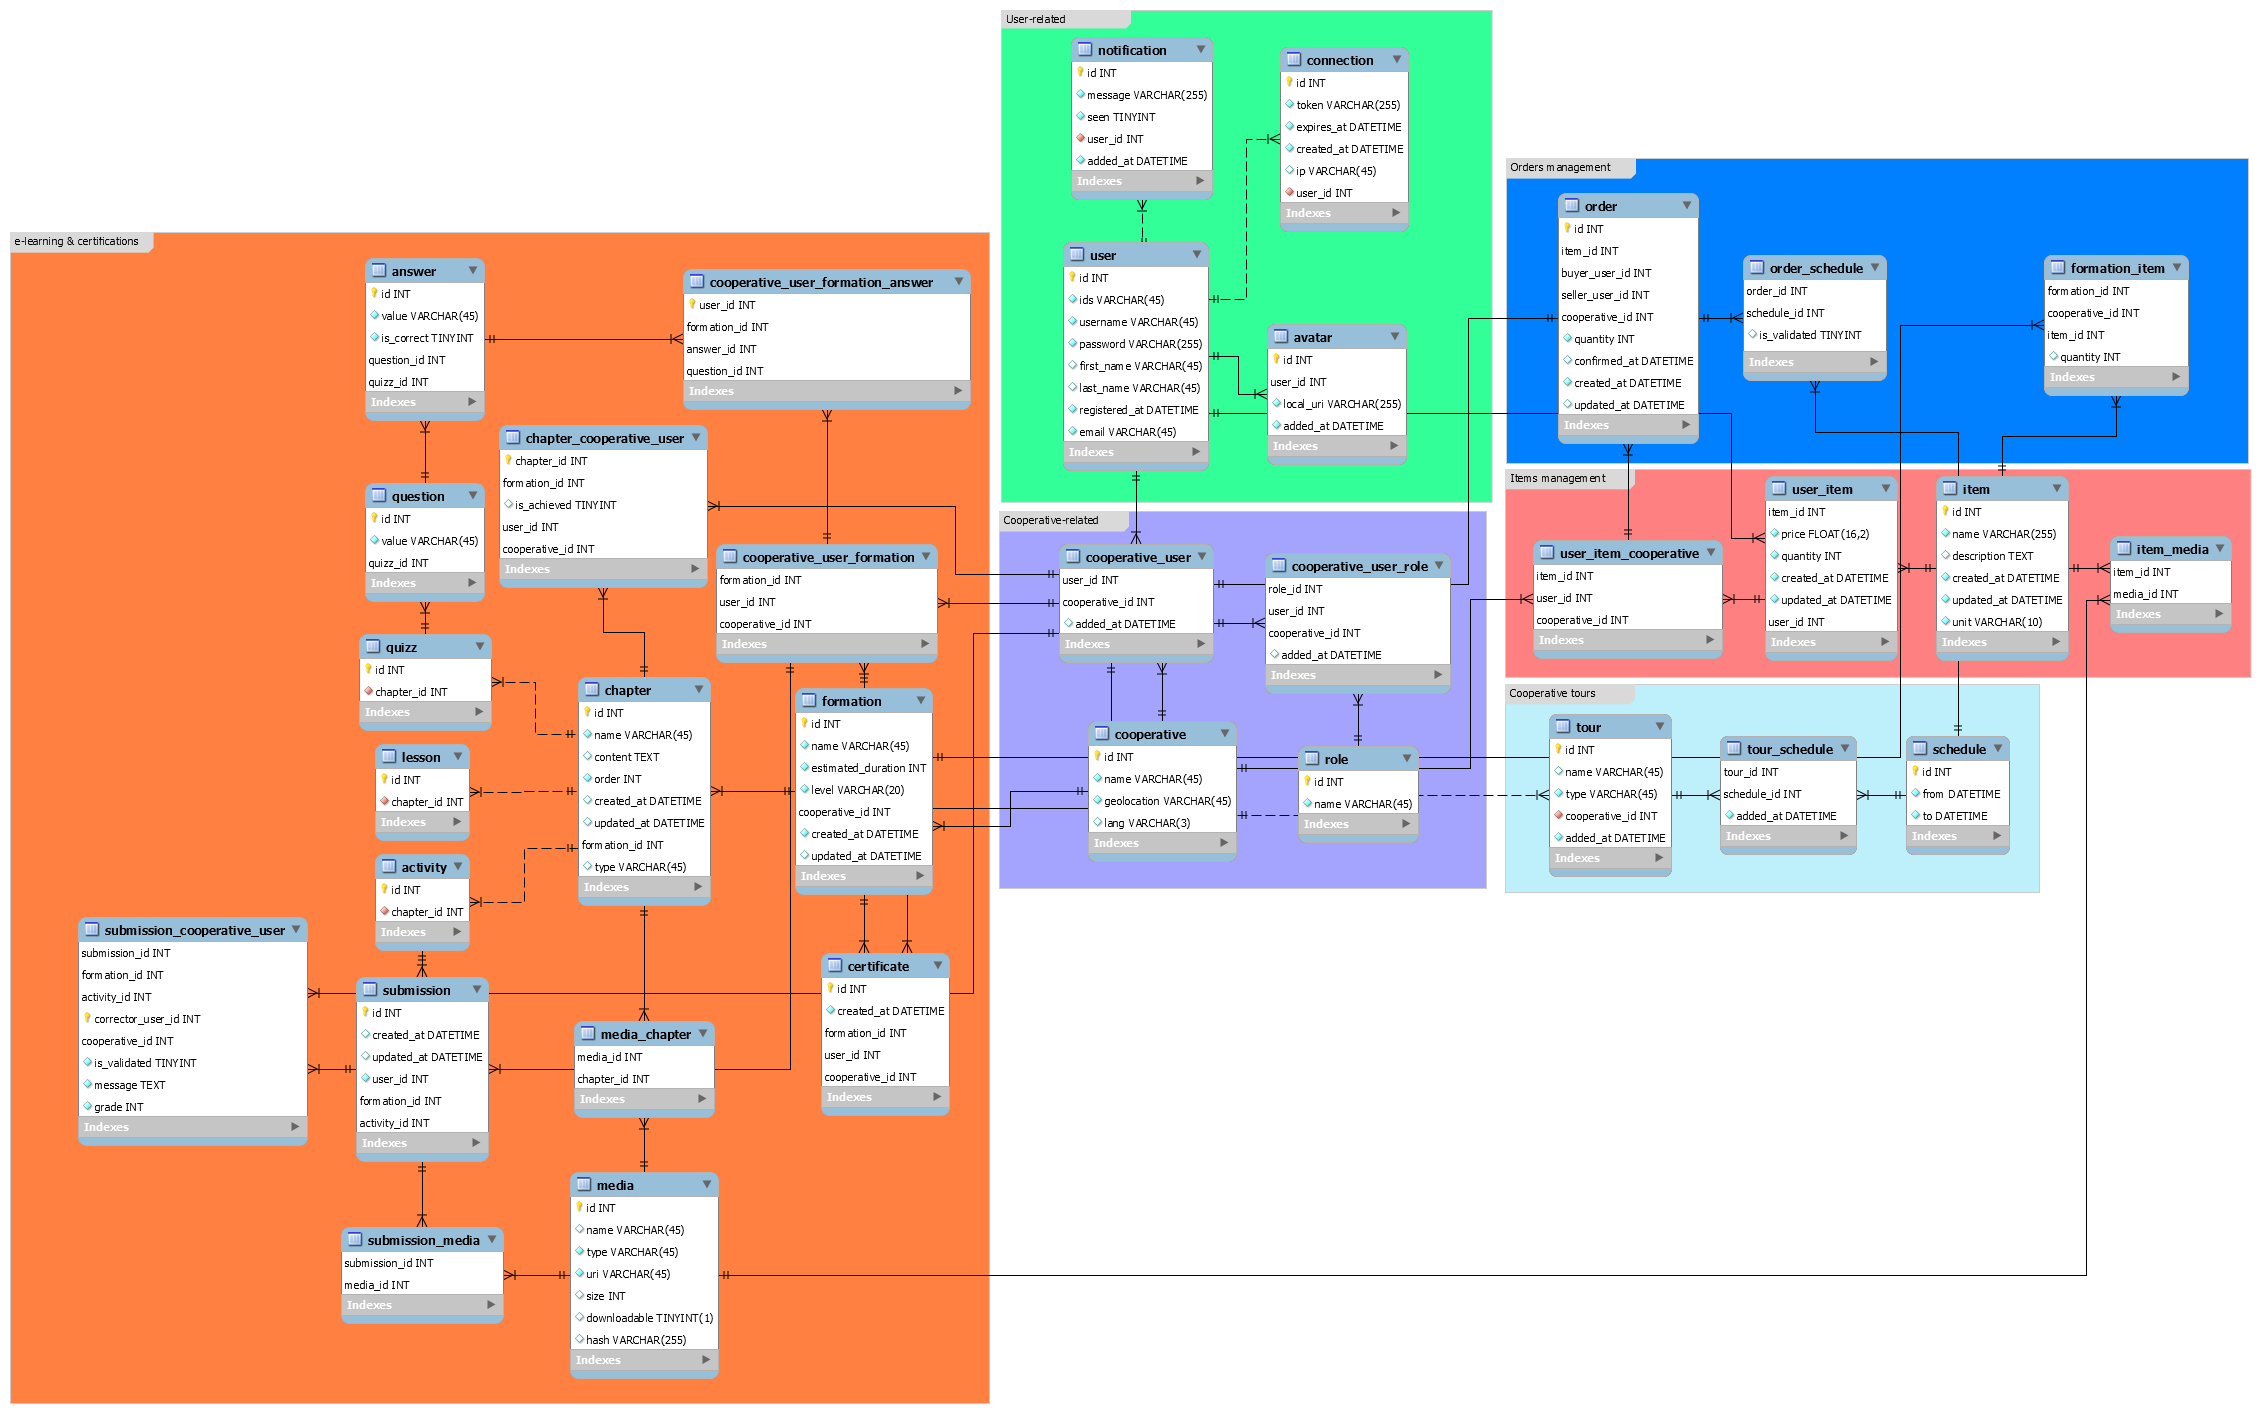 User-related
notification
id INT
message VARCHAR(255)
seen TINYINT
user_id INT
added_at DATETIME
Indexes
connection
id INT
token VARCHAR(255)
expires_at DATETIME
created_at DATETIME
ip VARCHAR(45)
user_id INT
Indexes
user
id INT
ids VARCHAR(45)
username VARCHAR(45)
password VARCHAR(255)
first_name VARCHAR(45)
last_name VARCHAR(45)
registered_at DATETIME
email VARCHAR(45)
Indexes
avatar
id INT
user_id INT
local_uri VARCHAR(255)
added_at DATETIME
Indexes
Orders management
order
id INT
item_id INT
buyer_user_id INT
seller_user_id INT
cooperative_id INT
quantity INT
confirmed_at DATETIME
created_at DATETIME
updated_at DATETIME
Indexes
order_schedule
order_id INT
schedule_id INT
is_validated TINYINT
Indexes
formation_item
formation_id INT
cooperative_id INT
item_id INT
quantity INT
Indexes
e-learning & certifications
answer
id INT
value VARCHAR(45)
is_correct TINYINT
question_id INT
quizz_id INT
Indexes
cooperative_user_formation_answer
user_id INT
formation_id INT
answer_id INT
question_id INT
Indexes
chapter_cooperative_user
chapter_id INT
formation_id INT
is_achieved TINYINT
user_id INT
cooperative_id INT
Indexes
question
id INT
value VARCHAR(45)
quizz_id INT
Indexes
cooperative_user_formation
formation_id INT
user_id INT
cooperative_id INT
Indexes
quizz
id INT
chapter_id INT
Indexes
chapter
id INT
name VARCHAR(45)
content TEXT
order INT
created_at DATETIME
updated_at DATETIME
formation_id INT
type VARCHAR(45)
Indexes
formation
id INT
name VARCHAR(45)
estimated_duration INT
level VARCHAR(20)
cooperative_id INT
created_at DATETIME
updated_at DATETIME
Indexes
lesson
id INT
chapter_id INT
Indexes
activity
id INT
chapter_id INT
Indexes
submission_cooperative_user
submission_id INT
formation_id INT
activity_id INT
corrector_user_id INT
cooperative_id INT
is_validated TINYINT
message TEXT
grade INT
Indexes
submission
id INT
created_at DATETIME
updated_at DATETIME
user_id INT
formation_id INT
activity_id INT
Indexes
certificate
id INT
created_at DATETIME
formation_id INT
user_id INT
cooperative_id INT
Indexes
media_chapter
media_id INT
chapter_id INT
Indexes
media
id INT
name VARCHAR(45)
type VARCHAR(45)
uri VARCHAR(45)
size INT
downloadable TINYINT(1)
hash VARCHAR(255)
Indexes
submission_media
submission_id INT
media_id INT
Indexes
Cooperative-related
cooperative_user
user_id INT
cooperative_id INT
added_at DATETIME
Indexes
cooperative_user_role
role_id INT
user_id INT
cooperative_id INT
added_at DATETIME
Indexes
cooperative
id INT
name VARCHAR(45)
geolocation VARCHAR(45)
lang VARCHAR(3)
Indexes
role
id INT
name VARCHAR(45)
Indexes
Items management
user_item_cooperative
item_id INT
user_id INT
cooperative_id INT
Indexes
user_item
item_id INT
price FLOAT(16,2)
quantity INT
created_at DATETIME
updated_at DATETIME
user_id INT
Indexes
item
id INT
name VARCHAR(255)
description TEXT
created_at DATETIME
updated_at DATETIME
unit VARCHAR(10)
Indexes
item_media
item_id INT
media_id INT
Indexes
Cooperative tours
tour
id INT
name VARCHAR(45)
type VARCHAR(45)
cooperative_id INT
added_at DATETIME
Indexes
tour_schedule
tour_id INT
schedule_id INT
added_at DATETIME
Indexes
schedule
id INT
from DATETIME
to DATETIME
Indexes